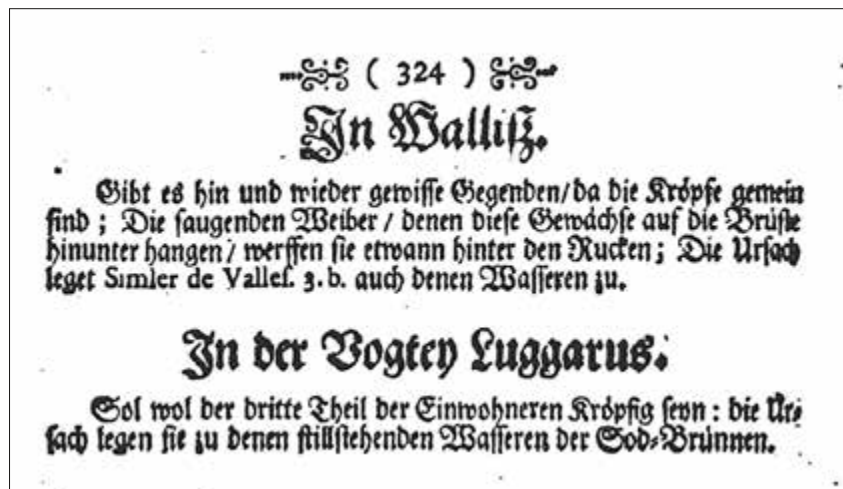 ( 324 )
In Wallisz.
Gibt es hin und wieder gewisse Gegenden / da die Kröpfe gemein
sind ; Die saugenden Weiber / denen diese Gewächse auf die Brüste
hinunter hangen / werffen sie etwann hinter den Rucken ; Die Ursach
leget Simler de Valles. 3. b. auch denen Wasseren zu.
In der Vogtey Luggarus.
Sol wol der dritte Theil der Einwohneren Kröpfig seyn : die Ur-
sach legen sie zu denen stillstehenden Wasseren der Sod-Brünnen.